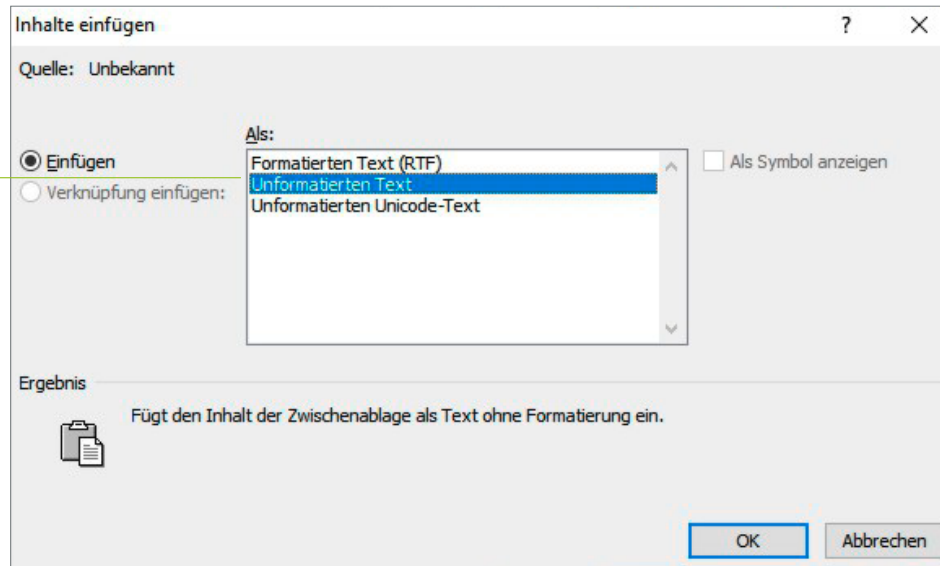 Inhalte einfügen ? ×
Quelle: Unbekannt
Als:
Einfügen
Verknüpfung einfügen:
Formatierten Text (RTF)
Unformatierten Text
Unformatierten Unicode-Text
Als Symbol anzeigen
Ergebnis
Fügt den Inhalt der Zwischenablage als Text ohne Formatierung ein.
OK Abbrechen